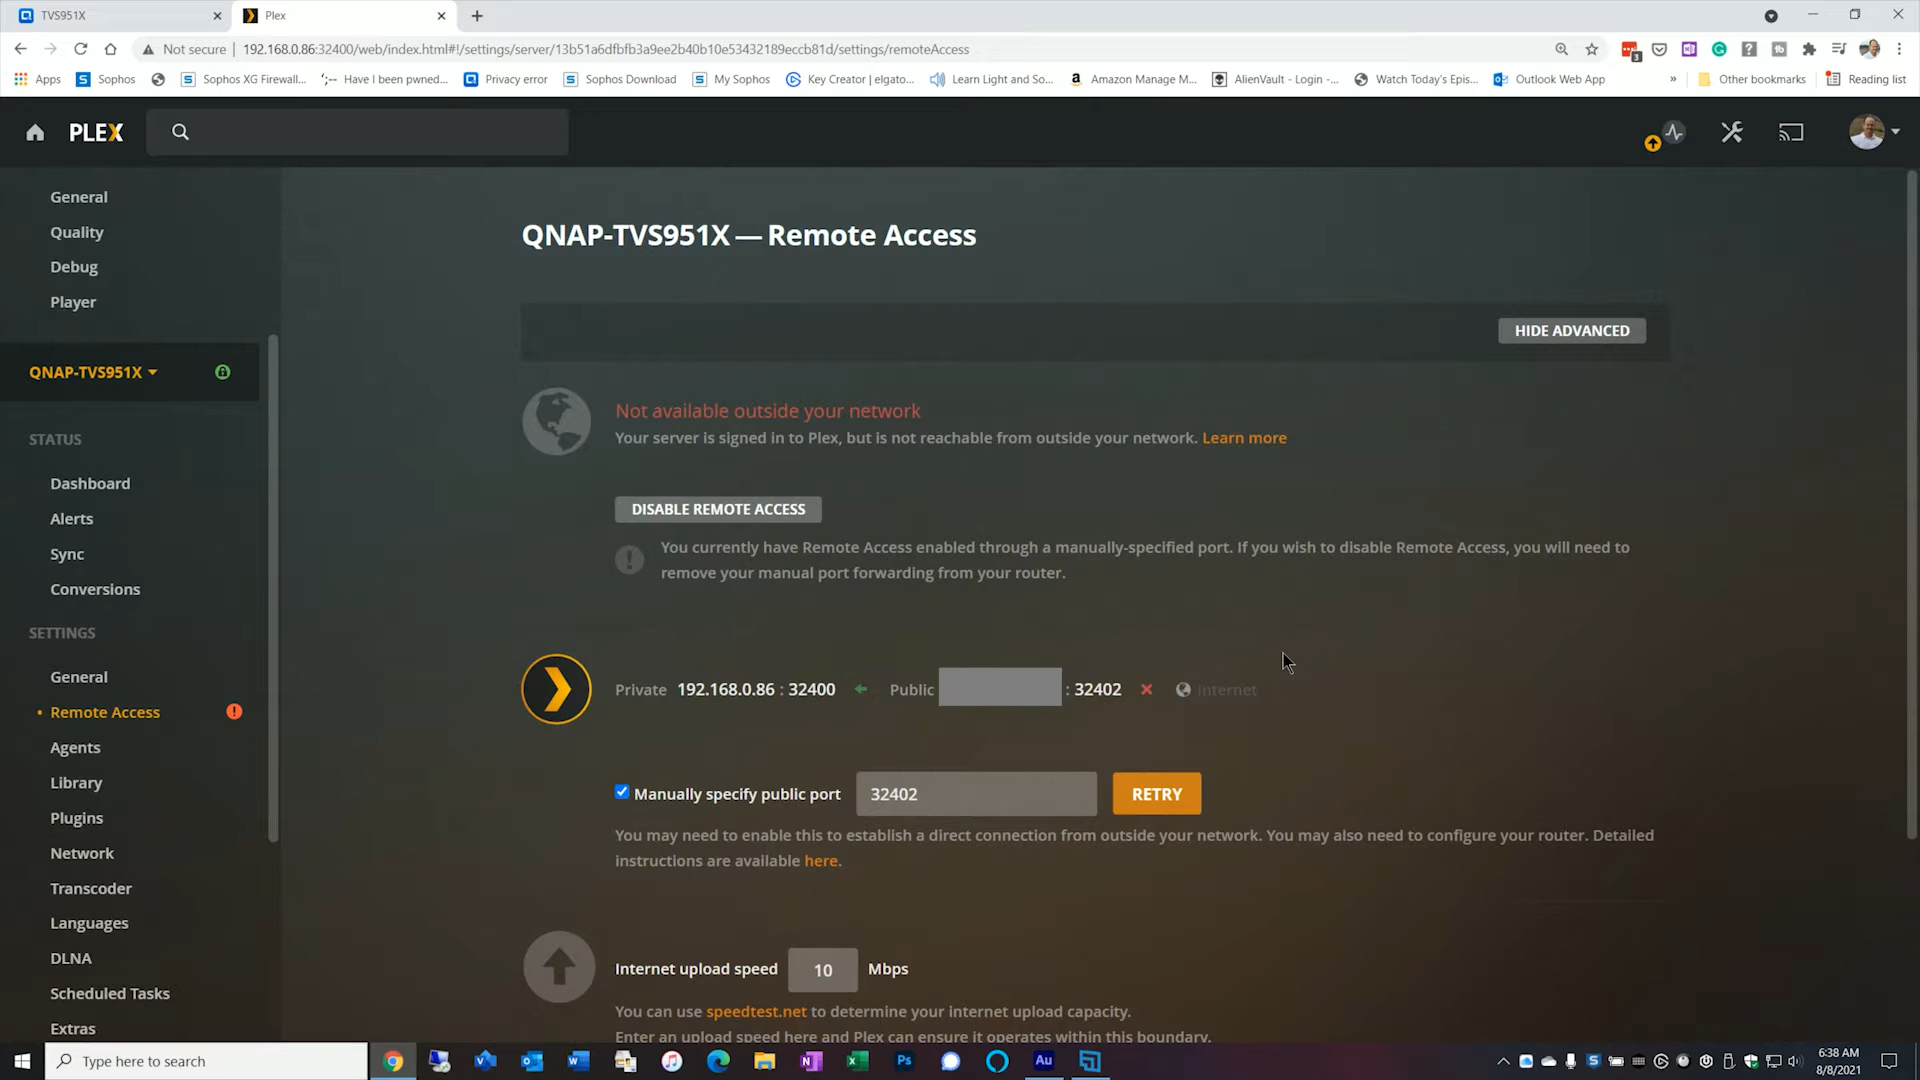 TVS951X
Plex
Not secure
192.168.0.86:32400/web/index.html#!/settings/server/13b51a6dfbfb3a9ee2b40b10e53432189eccb81d/settings/remoteAccess
3
Apps
Sophos
Sophos XG Firewall...
Have I been pwned...
Privacy error
Sophos Download
My Sophos
Key Creator | elgato...
Learn Light and So...
Amazon Manage M...
AlienVault - Login -...
Watch Today's Epis...
Outlook Web App
»
Other bookmarks
Reading list
PLEX
General
Quality
Debug
Player
QNAP-TVS951X
STATUS
Dashboard
Alerts
Sync
Conversions
SETTINGS
General
• Remote Access
Agents
Library
Plugins
Network
Transcoder
Languages
DLNA
Scheduled Tasks
Extras
QNAP-TVS951X — Remote Access
HIDE ADVANCED
Not available outside your network
Your server is signed in to Plex, but is not reachable from outside your network. Learn more
DISABLE REMOTE ACCESS
You currently have Remote Access enabled through a manually-specified port. If you wish to disable Remote Access, you will need to
remove your manual port forwarding from your router.
Private 192.168.0.86 : 32400 Public : 32402 Internet
Manually specify public port 32402 RETRY
You may need to enable this to establish a direct connection from outside your network. You may also need to configure your router. Detailed
instructions are available here.
Internet upload speed 10 Mbps
You can use speedtest.net to determine your internet upload capacity.
Enter an upload speed here and Plex can ensure it operates within this boundary.
Type here to search
Ps
Au
6:38 AM
8/8/2021